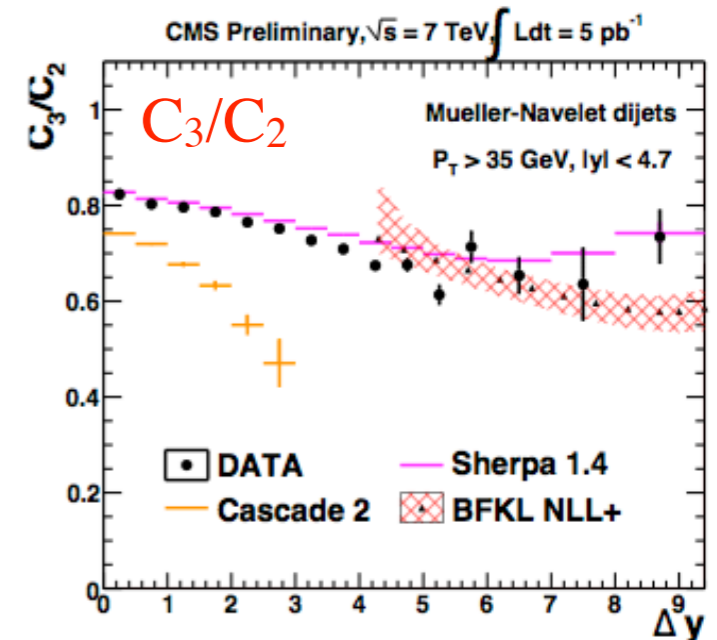 CMS Preliminary,√s = 7 TeV,∫ Ldt = 5 pb⁻¹
C₃/C₂
C₃/C₂
Mueller-Navelet dijets
P_T > 35 GeV, |y| < 4.7
1
0.8
0.6
0.4
0.2
0
DATA
Sherpa 1.4
Cascade 2
BFKL NLL+
0 1 2 3 4 5 6 7 8 9
Δy